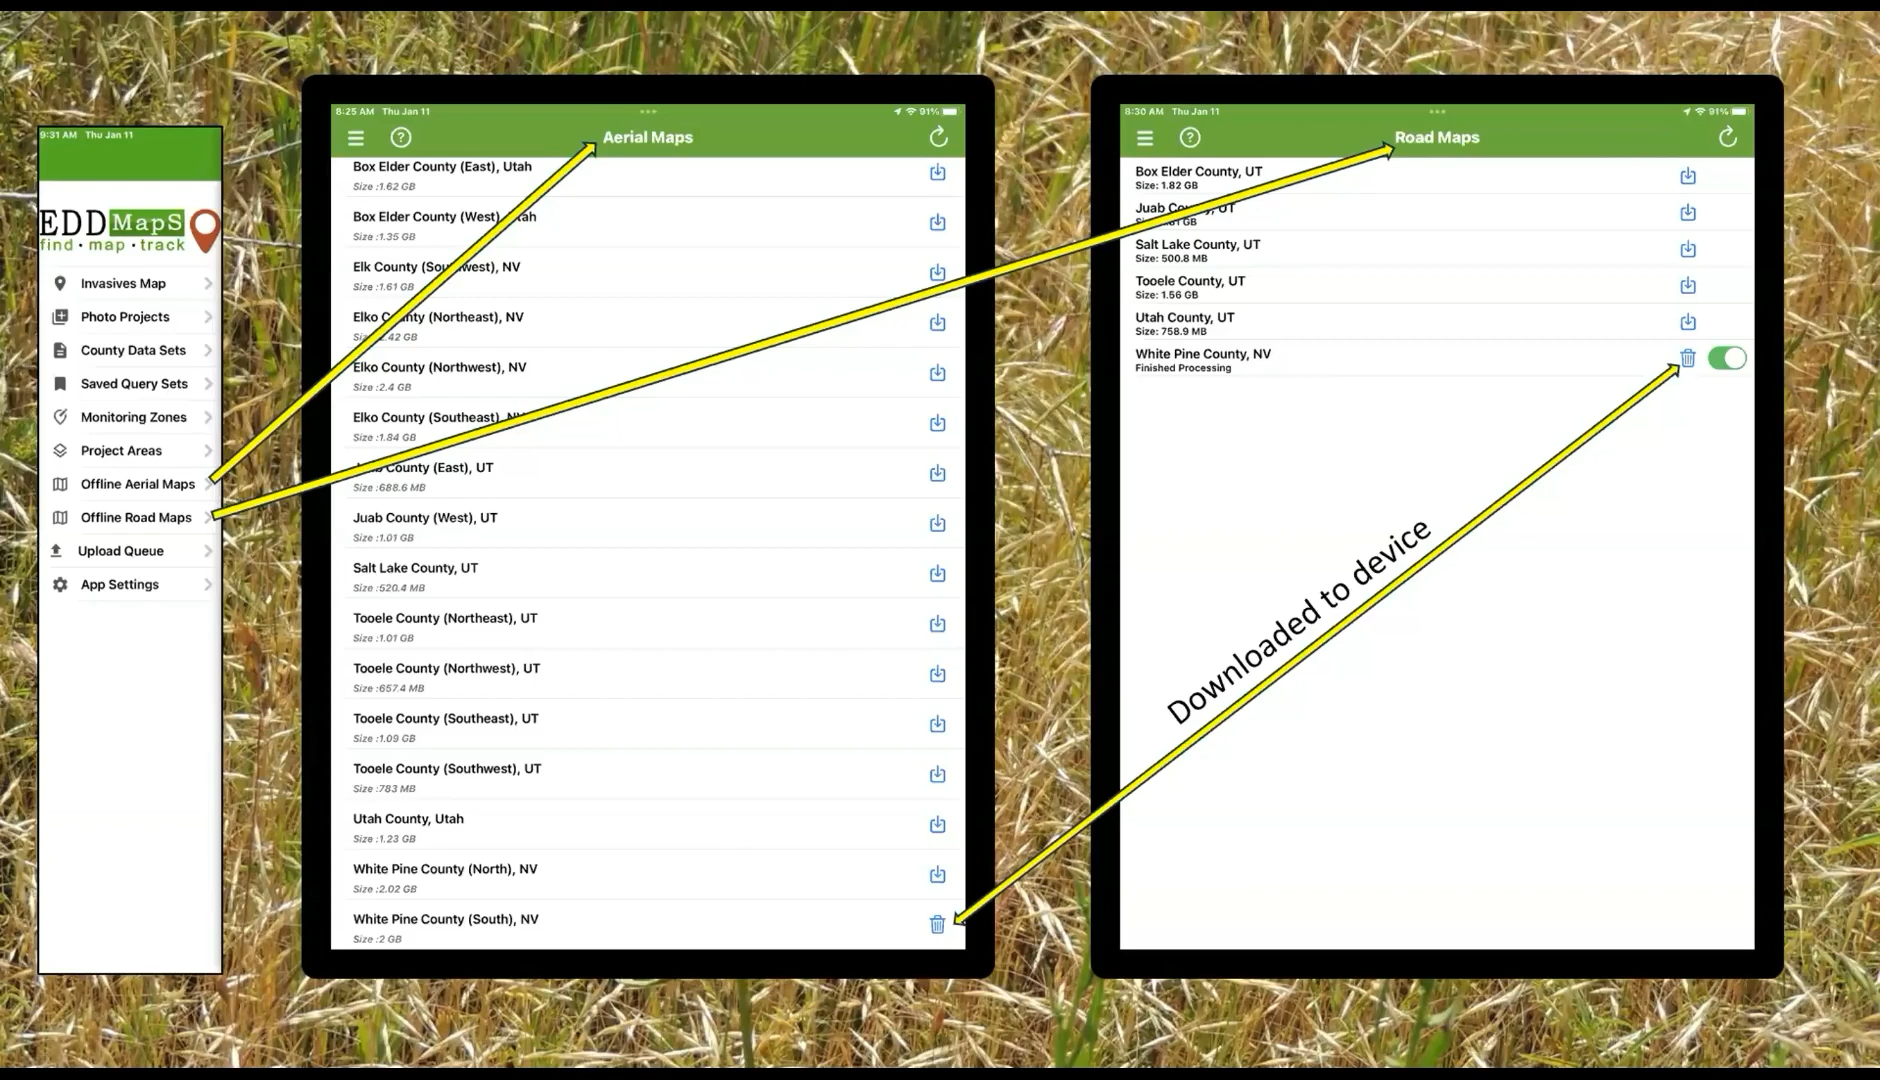 9:31 AM Thu Jan 11
EDDMapS
find · map · track
Invasives Map
Photo Projects
County Data Sets
Saved Query Sets
Monitoring Zones
Project Areas
Offline Aerial Maps
Offline Road Maps
Upload Queue
App Settings
8:25 AM Thu Jan 11
91%
Aerial Maps
Box Elder County (East), Utah
Size :1.62 GB
Box Elder County (West),
Size :1.35 GB
Elk County (Southwest), NV
Size :1.61 GB
Elko County (Northeast), NV
.42 GB
Elko County (Northwest), NV
Size :2.4 GB
Elko County (Southeast), NV
Size :1.84 GB
County (East), UT
Size :688.6 MB
Juab County (West), UT
Size :1.01 GB
Salt Lake County, UT
Size :520.4 MB
Tooele County (Northeast), UT
Size :1.01 GB
Tooele County (Northwest), UT
Size :657.4 MB
Tooele County (Southeast), UT
Size :1.09 GB
Tooele County (Southwest), UT
Size :783 MB
Utah County, Utah
Size :1.23 GB
White Pine County (North), NV
Size :2.02 GB
White Pine County (South), NV
Size :2 GB
8:30 AM Thu Jan 11
91%
Road Maps
Box Elder County, UT
Size: 1.82 GB
Juab County, UT
GB
Salt Lake County, UT
Size: 500.8 MB
Tooele County, UT
Size: 1.56 GB
Utah County, UT
Size: 758.9 MB
White Pine County, NV
Finished Processing
Downloaded to device